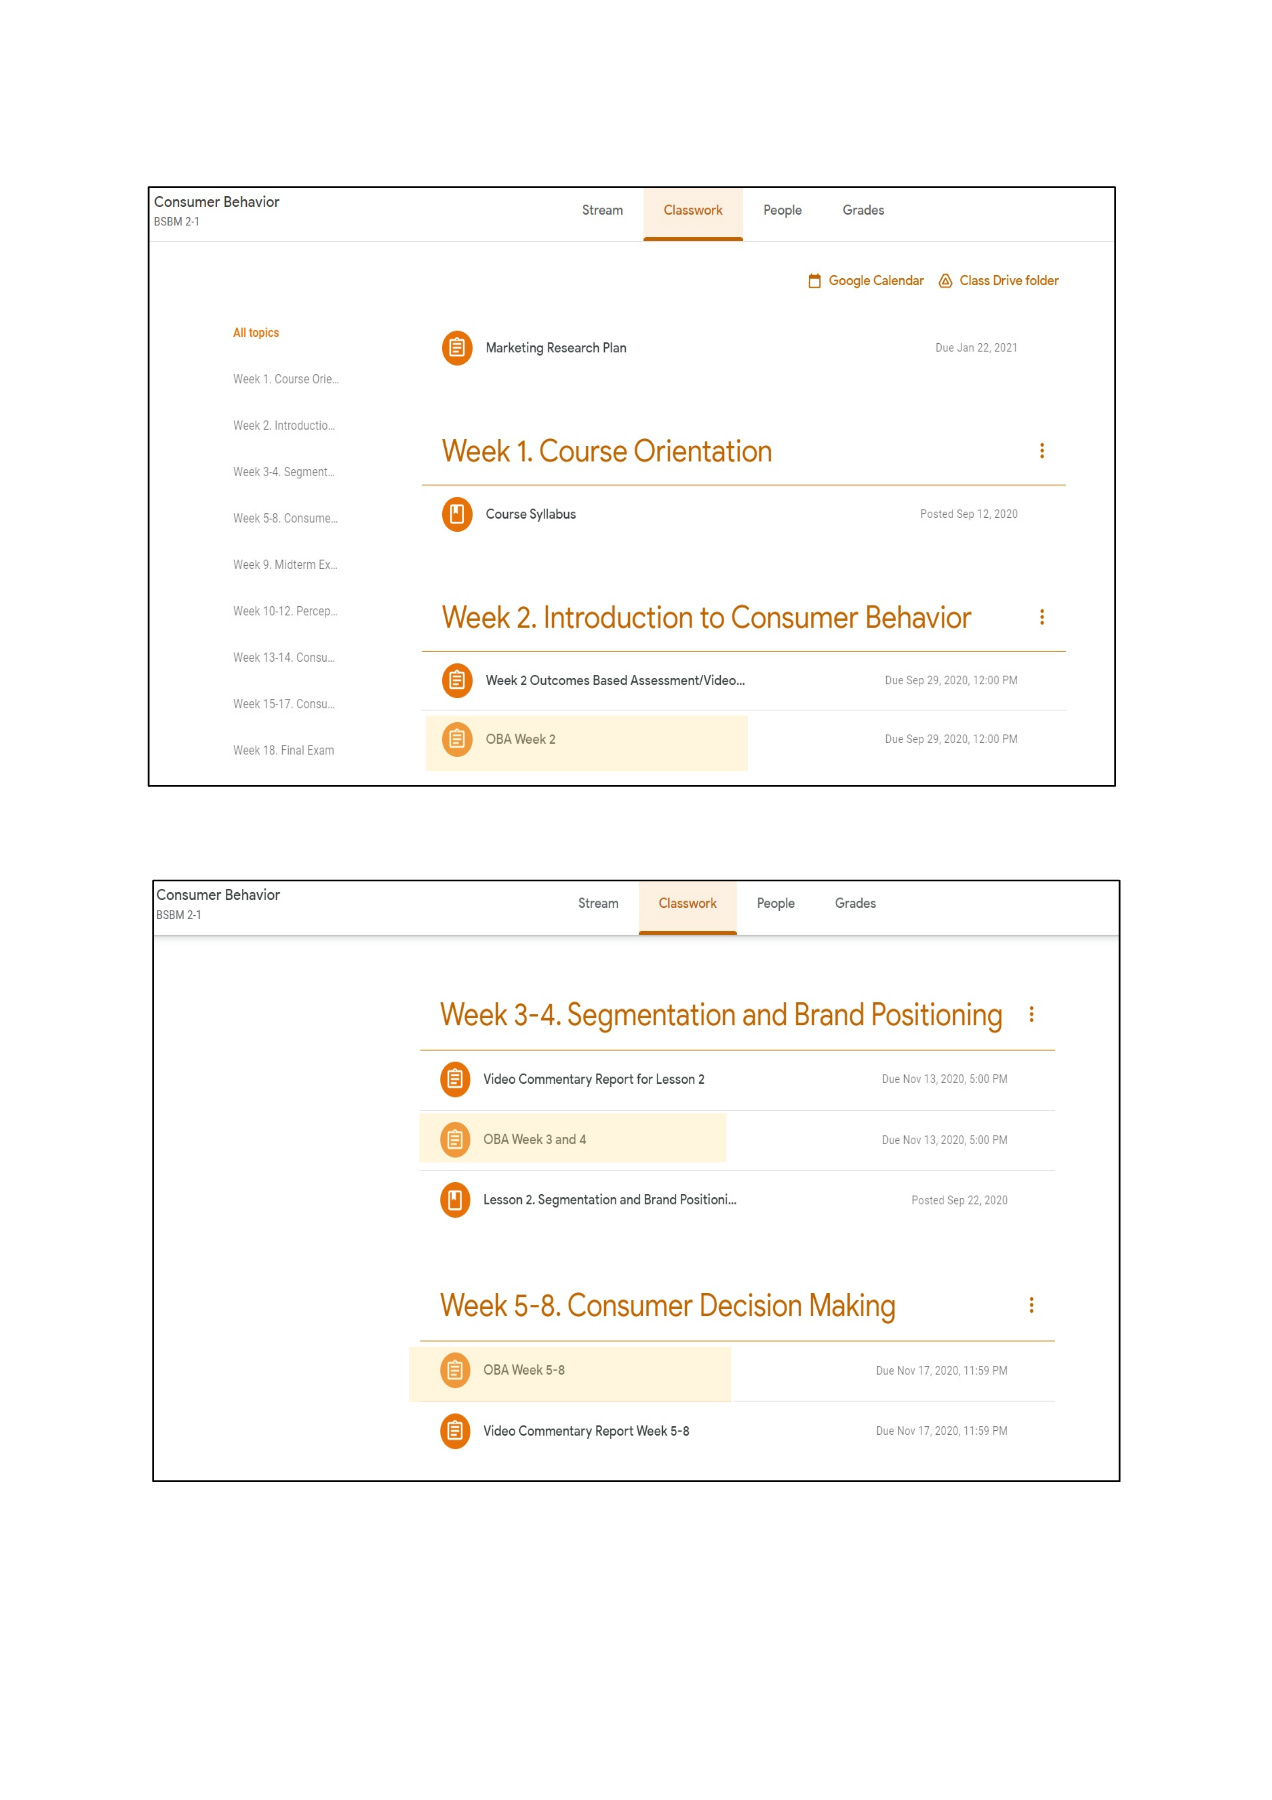 Consumer Behavior
BSBM 2-1
Stream Classwork People Grades
Google Calendar Class Drive folder
All topics
Week 1. Course Orie...
Week 2. Introductio...
Week 3-4. Segment...
Week 5-8. Consume...
Week 9. Midterm Ex...
Week 10-12. Percep...
Week 13-14. Consu...
Week 15-17. Consu...
Week 18. Final Exam
Marketing Research Plan Due Jan 22, 2021
Week 1. Course Orientation
Course Syllabus Posted Sep 12, 2020
Week 2. Introduction to Consumer Behavior
Week 2 Outcomes Based Assessment/Video... Due Sep 29, 2020, 12:00 PM
OBA Week 2 Due Sep 29, 2020, 12:00 PM
Consumer Behavior
BSBM 2-1
Stream Classwork People Grades
Week 3-4. Segmentation and Brand Positioning
Video Commentary Report for Lesson 2 Due Nov 13, 2020, 5:00 PM
OBA Week 3 and 4 Due Nov 13, 2020, 5:00 PM
Lesson 2. Segmentation and Brand Positioni... Posted Sep 22, 2020
Week 5-8. Consumer Decision Making
OBA Week 5-8 Due Nov 17, 2020, 11:59 PM
Video Commentary Report Week 5-8 Due Nov 17, 2020, 11:59 PM